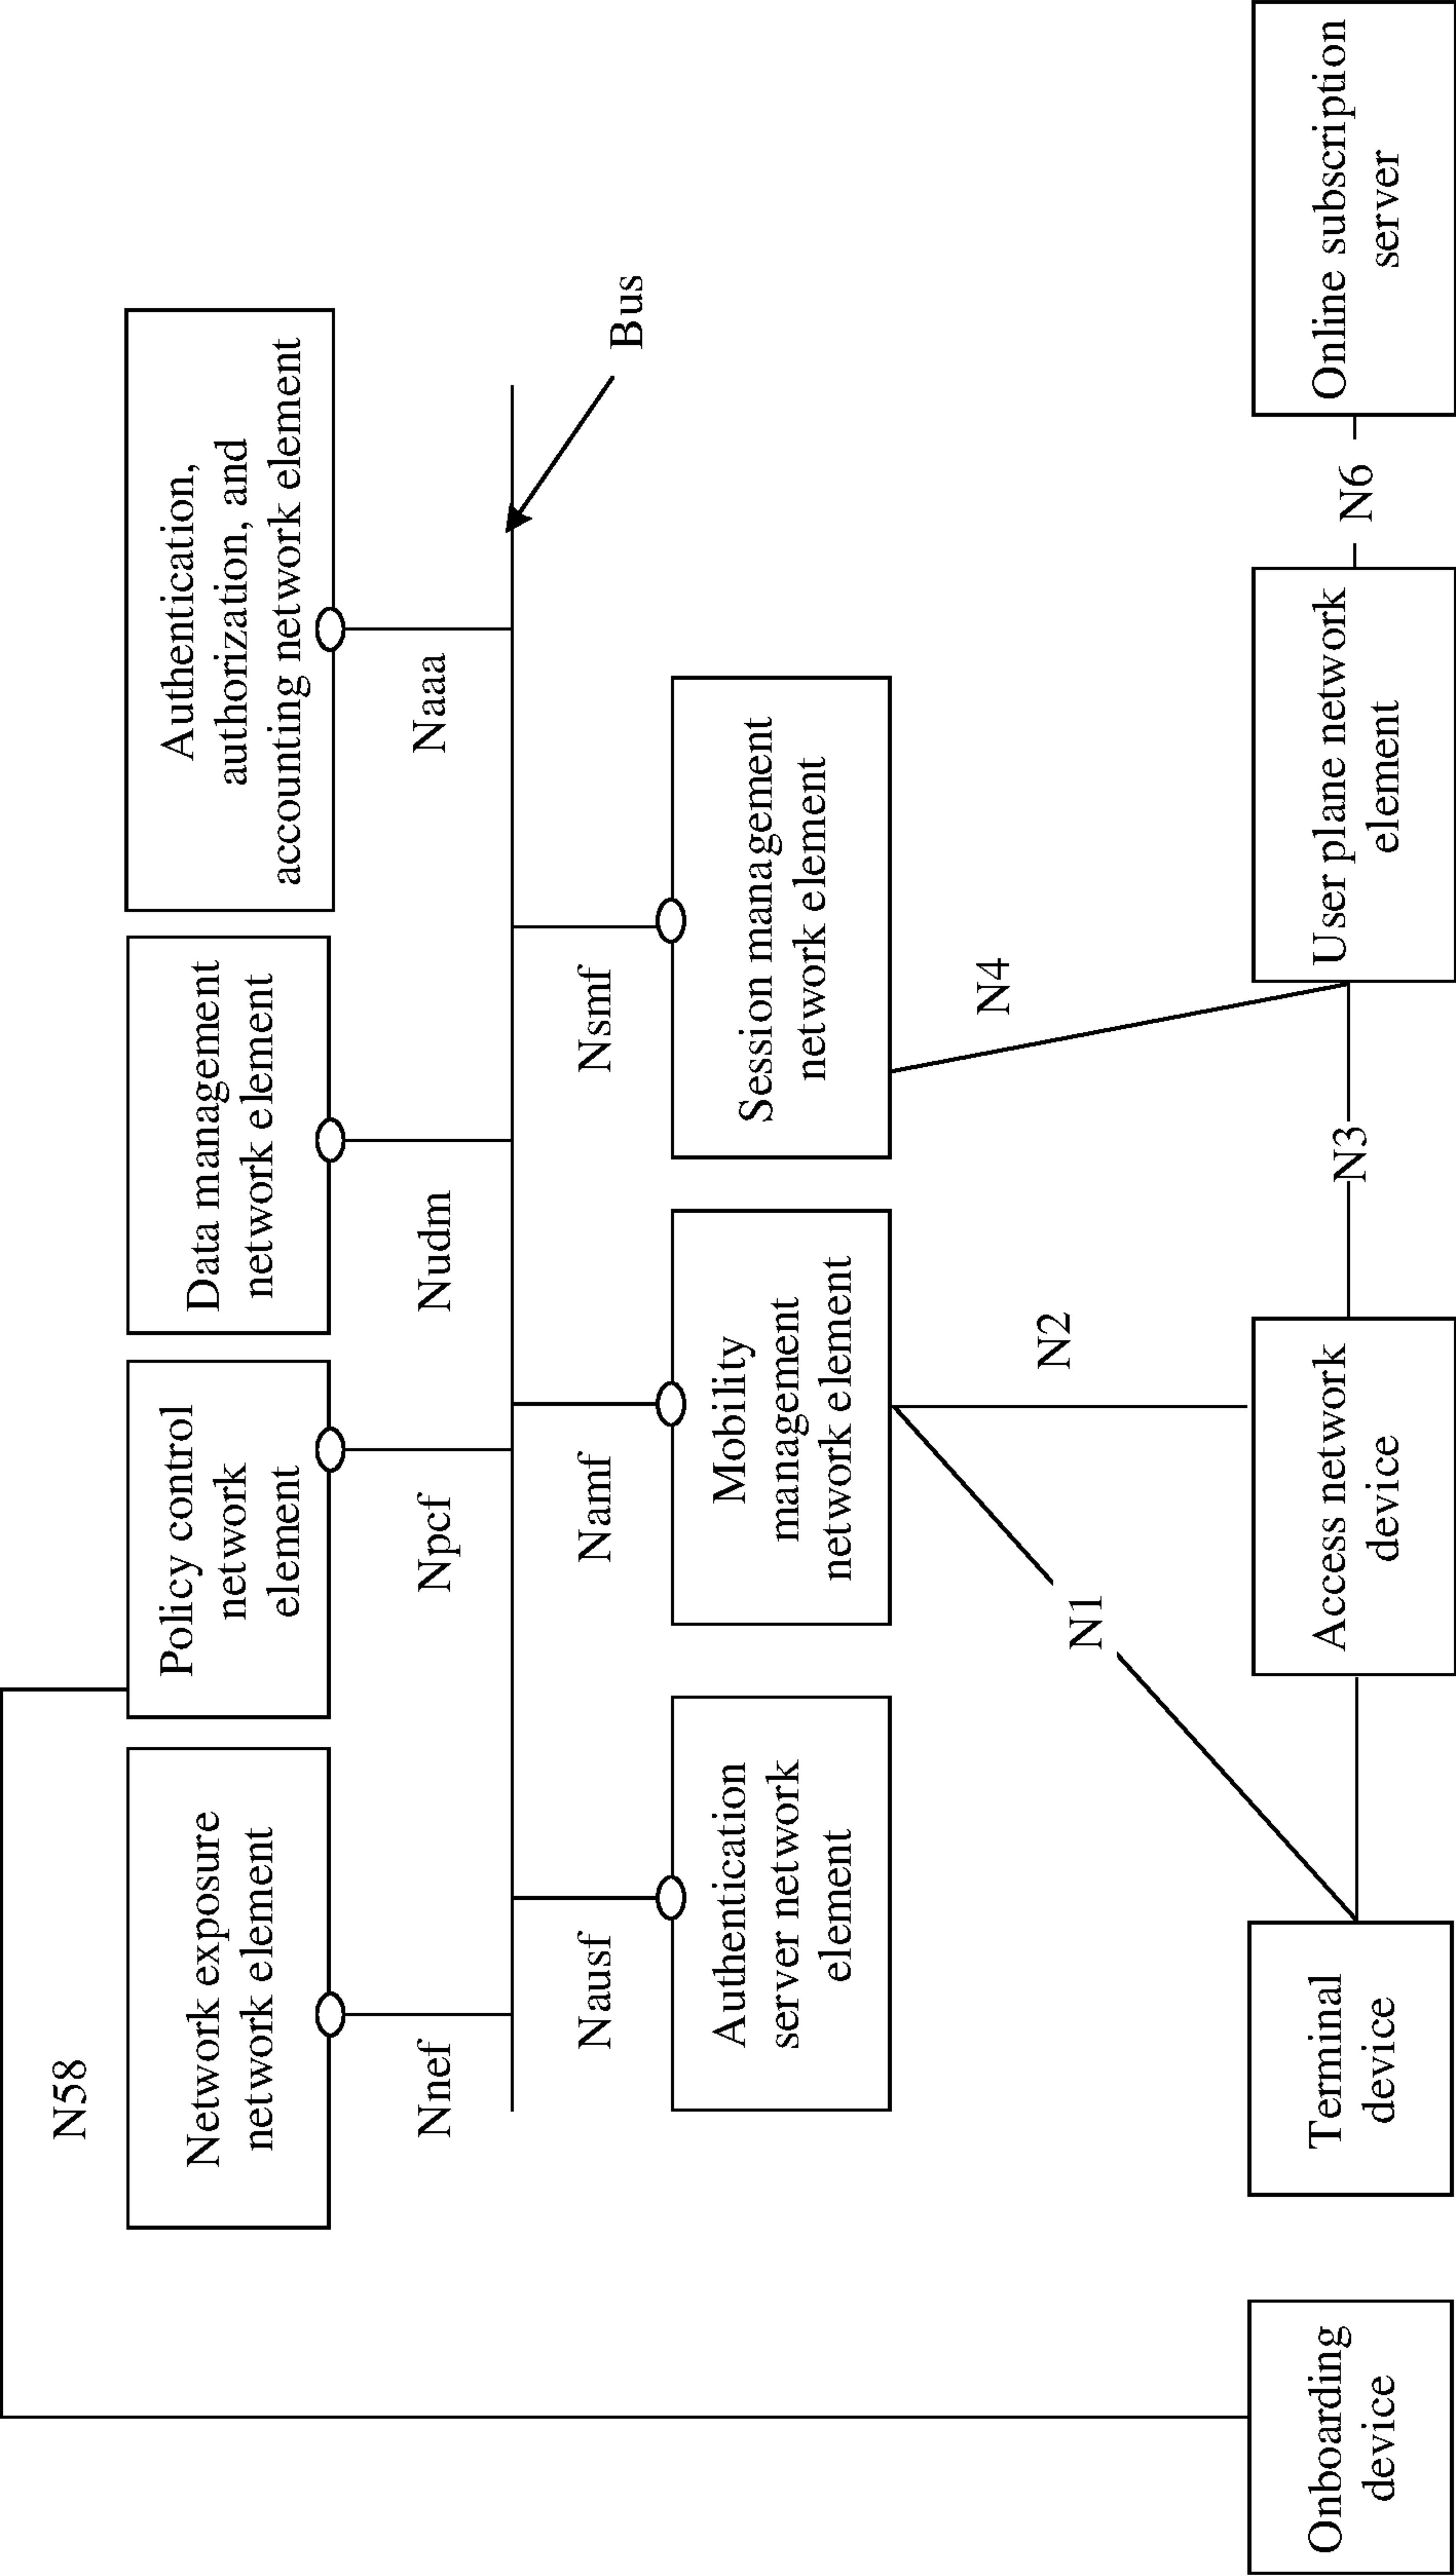 N58
Network exposure
network element
Policy control
network
element
Data management
network element
Authentication,
authorization, and
accounting network element
Nnef
Npcf
Nudm
Naaa
Bus
Nausf
Namf
Nsmf
Authentication
server network
element
Mobility
management
network element
Session management
network element
N1
N2
N4
Onboarding
device
Terminal
device
Access network
device
N3
User plane network
element
N6
Online subscription
server